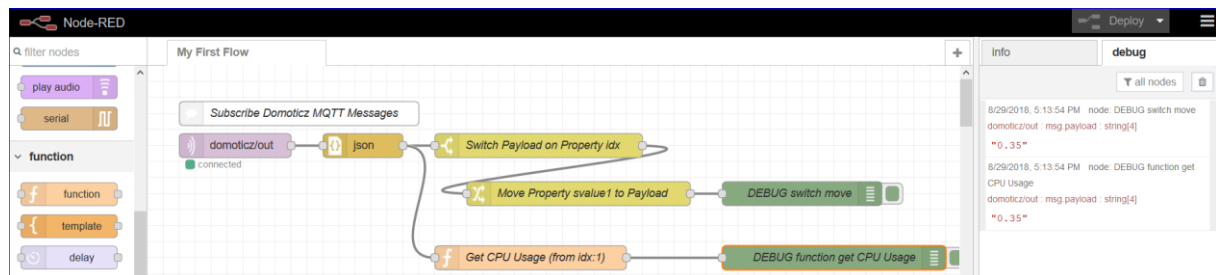 Node-RED
Deploy
filter nodes
play audio
serial
function
function
template
delay
My First Flow
Subscribe Domoticz MQTT Messages
domoticz/out
json
Switch Payload on Property idx
connected
Move Property svalue1 to Payload
DEBUG switch move
Get CPU Usage (from idx:1)
DEBUG function get CPU Usage
info
debug
all nodes
8/29/2018, 5:13:54 PM node: DEBUG switch move
domoticz/out : msg.payload : string[4]
"0.35"
8/29/2018, 5:13:54 PM node: DEBUG function get
CPU Usage
domoticz/out : msg.payload : string[4]
"0.35"